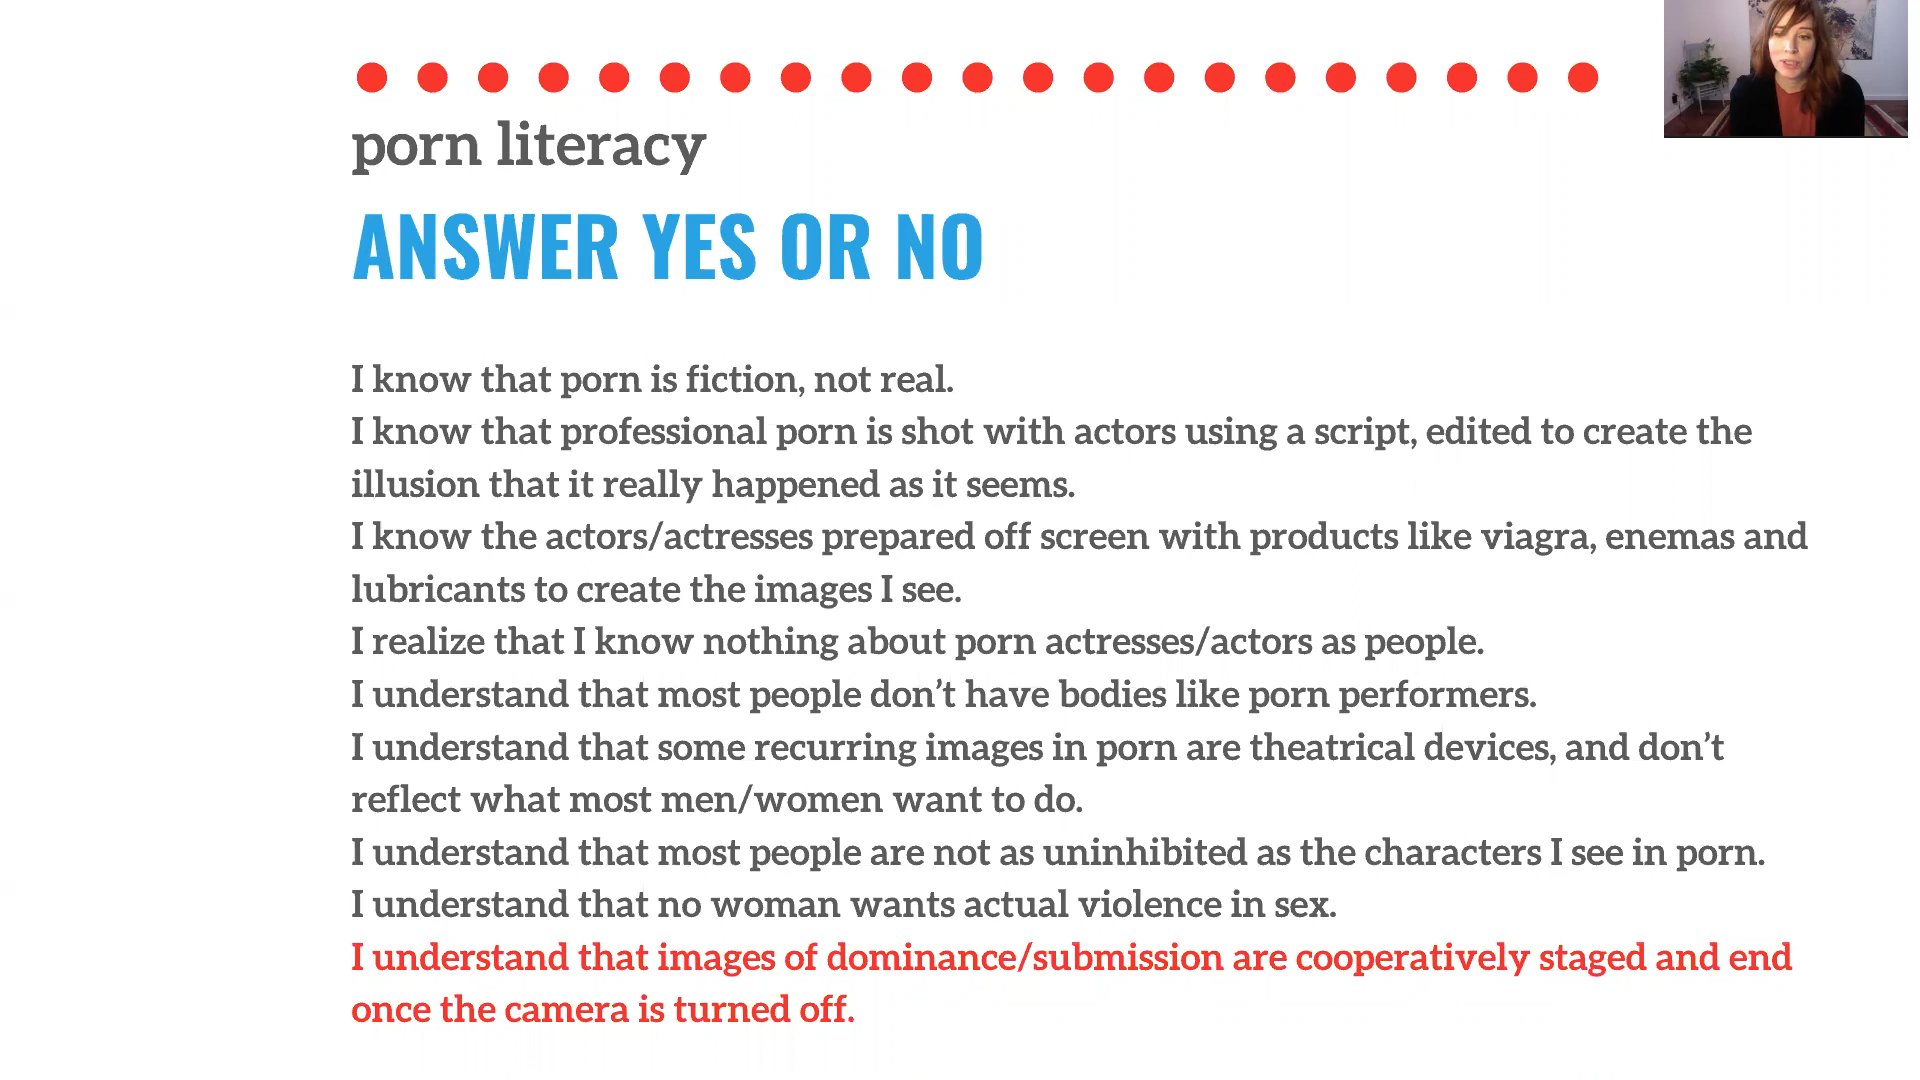 porn literacy
ANSWER YES OR NO
I know that porn is fiction, not real.
I know that professional porn is shot with actors using a script, edited to create the
illusion that it really happened as it seems.
I know the actors/actresses prepared off screen with products like viagra, enemas and
lubricants to create the images I see.
I realize that I know nothing about porn actresses/actors as people.
I understand that most people don’t have bodies like porn performers.
I understand that some recurring images in porn are theatrical devices, and don’t
reflect what most men/women want to do.
I understand that most people are not as uninhibited as the characters I see in porn.
I understand that no woman wants actual violence in sex.
I understand that images of dominance/submission are cooperatively staged and end
once the camera is turned off.